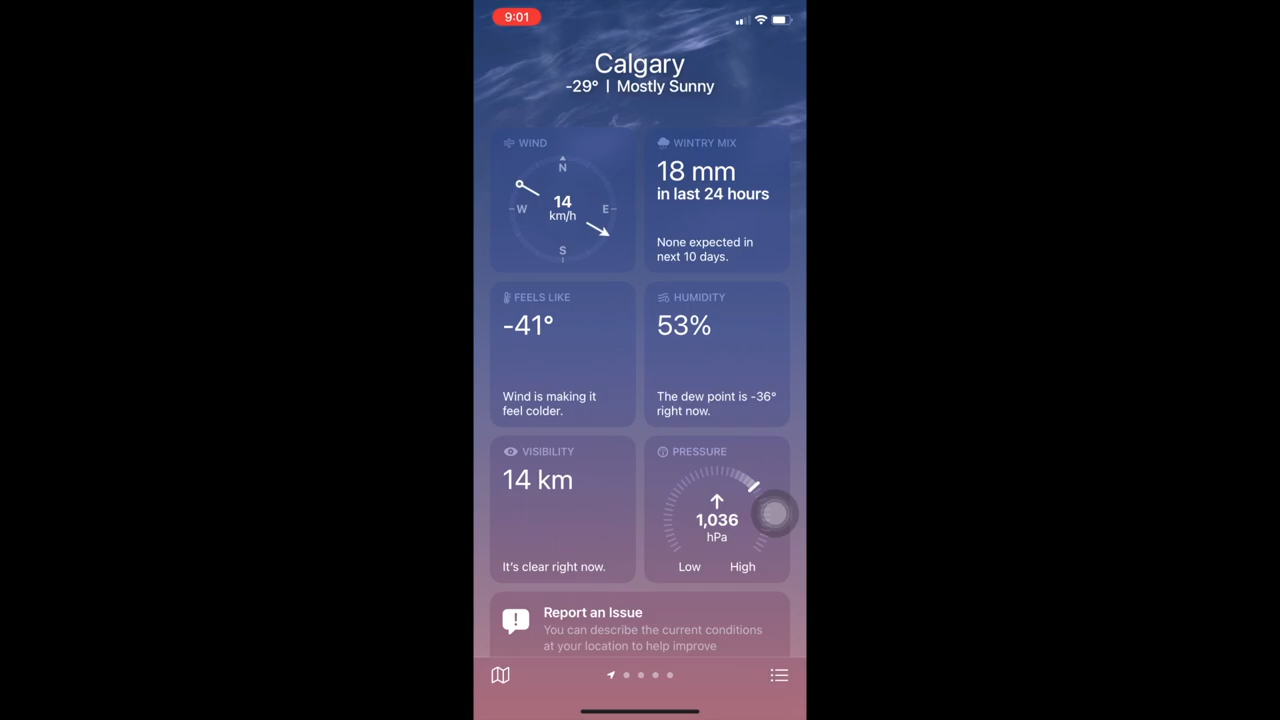 9:01
Calgary
-29° | Mostly Sunny
WIND
N
W
14
km/h
E
S
WINTRY MIX
18 mm
in last 24 hours
None expected in
next 10 days.
FEELS LIKE
-41°
Wind is making it
feel colder.
HUMIDITY
53%
The dew point is -36°
right now.
VISIBILITY
14 km
It's clear right now.
PRESSURE
1,036
hPa
Low High
Report an Issue
You can describe the current conditions
at your location to help improve